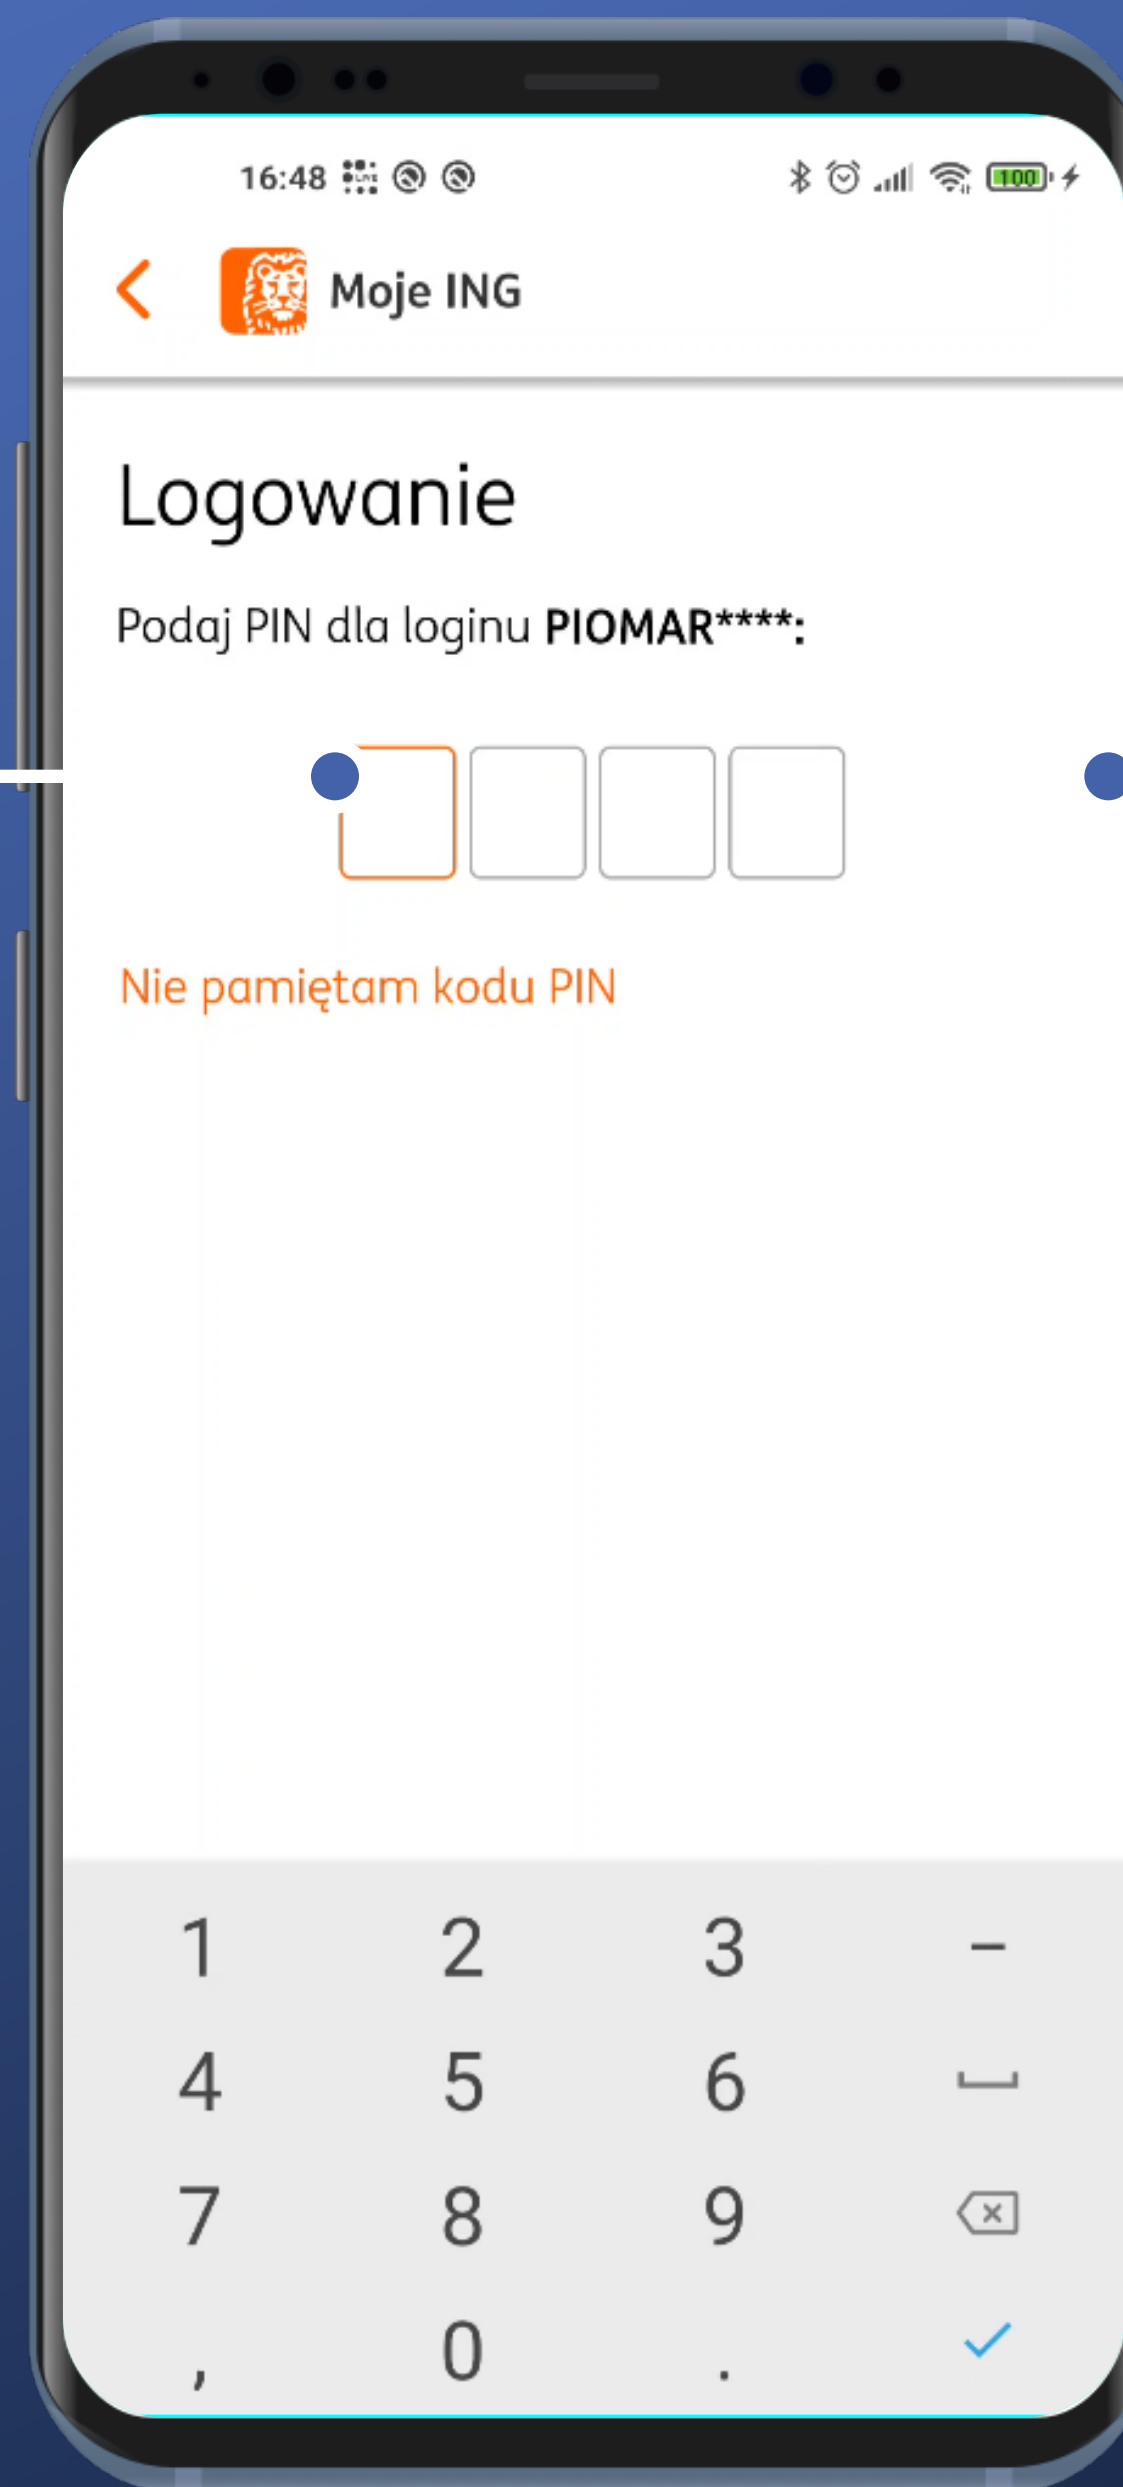 16:48
100
Moje ING
Logowanie
Podaj PIN dla loginu PIOMAR****:
Nie pamiętam kodu PIN
1 2 3 –
4 5 6
7 8 9
, 0 .